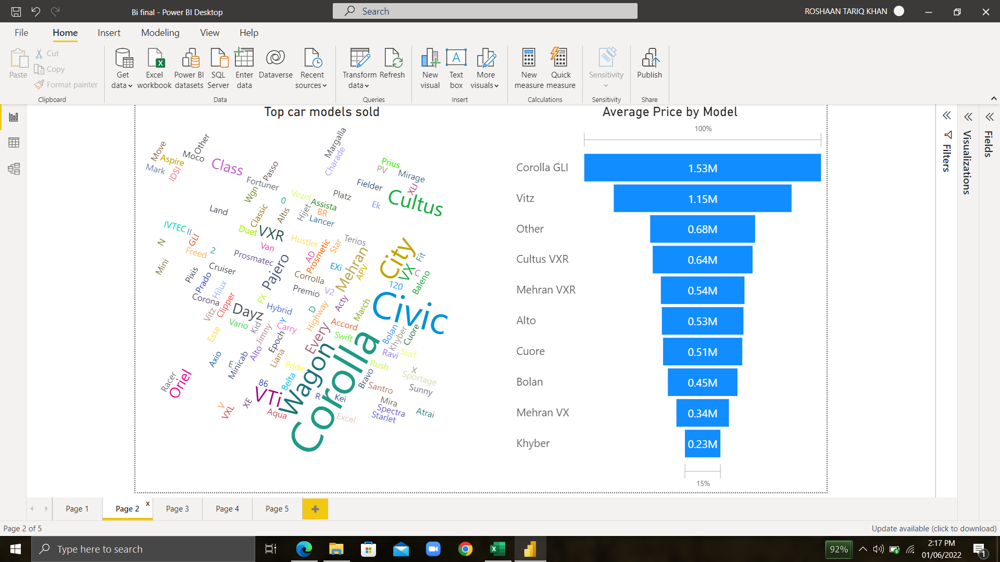 Bi final - Power BI Desktop
Search
ROSHAAN TARIQ KHAN
File Home Insert Modeling View Help
Paste
Cut
Copy
Format painter
Clipboard
Get data
Excel workbook
Power BI datasets
SQL Server
Enter data
Dataverse
Recent sources
Data
Transform data
Refresh
Queries
New visual
Text box
More visuals
Insert
New measure
Quick measure
Calculations
Sensitivity
Sensitivity
Publish
Share
Top car models sold
Margalla
Other
Move
Moco
Aspire
Charade
Class
Prius
Mark
IDSI
Passo
PV
Mirage
Fortuner
Fielder
XLI
Wgn
0
Vezel
Platz
Cultus
Assista
Ek
Land
Classic
Altis
Hijet
BR
Lancer
IVTEC
II
Duet
VXR
GLI
Hustler
Terios
N
Van
Star
Freed
2
Prosmatec
AD
Prosmetic
City
Fit
Mini
Cruiser
Pajero
EXi
Mehran
APV
VX
C
Pixis
Prado
Corrolla
Baleno
Hilux
Premio
V2
120
Corona
FX
Civic
Clipper
Dayz
Hybrid
D
Acty
March
Vitz
Highway
Vario
Kid
Y
Carry
Accord
Esse
Jimny
Epoch
Every
Swift
Bolan
Khyber
Cuore
Axio
E
Minicab
Alto
Liana
Pride
Wagon
Corolla
Ravi
Surf
Rush
X
Racer
Oriel
86
Belta
Bravo
Sportage
VTi
Santro
Sunny
V
VXL
XE
R
Kei
Mira
Aqua
Excel
Spectra
Starlet
Atrai
Average Price by Model
100%
Corolla GLI 1.53M
Vitz 1.15M
Other 0.68M
Cultus VXR 0.64M
Mehran VXR 0.54M
Alto 0.53M
Cuore 0.51M
Bolan 0.45M
Mehran VX 0.34M
Khyber 0.23M
15%
Filters
Visualizations
Fields
Page 1
Page 2 x
Page 3
Page 4
Page 5
+
Page 2 of 5
Update available (click to download)
Type here to search
92%
2:17 PM
01/06/2022
1